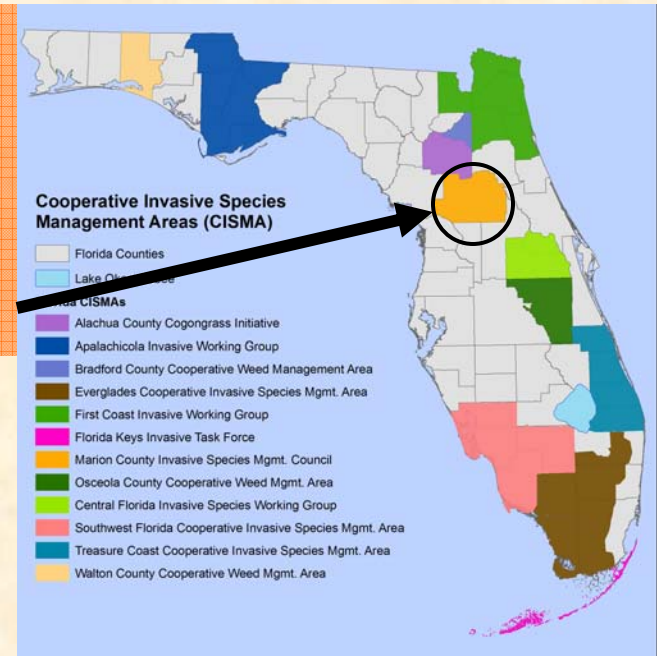 Cooperative Invasive Species
Management Areas (CISMA)
Florida Counties
Lake
CISMAs
Alachua County Cogongrass Initiative
Apalachicola Invasive Working Group
Bradford County Cooperative Weed Management Area
Everglades Cooperative Invasive Species Mgmt. Area
First Coast Invasive Working Group
Florida Keys Invasive Task Force
Marion County Invasive Species Mgmt. Council
Osceola County Cooperative Weed Mgmt. Area
Central Florida Invasive Species Working Group
Southwest Florida Cooperative Invasive Species Mgmt. Area
Treasure Coast Cooperative Invasive Species Mgmt. Area
Walton County Cooperative Weed Mgmt. Area